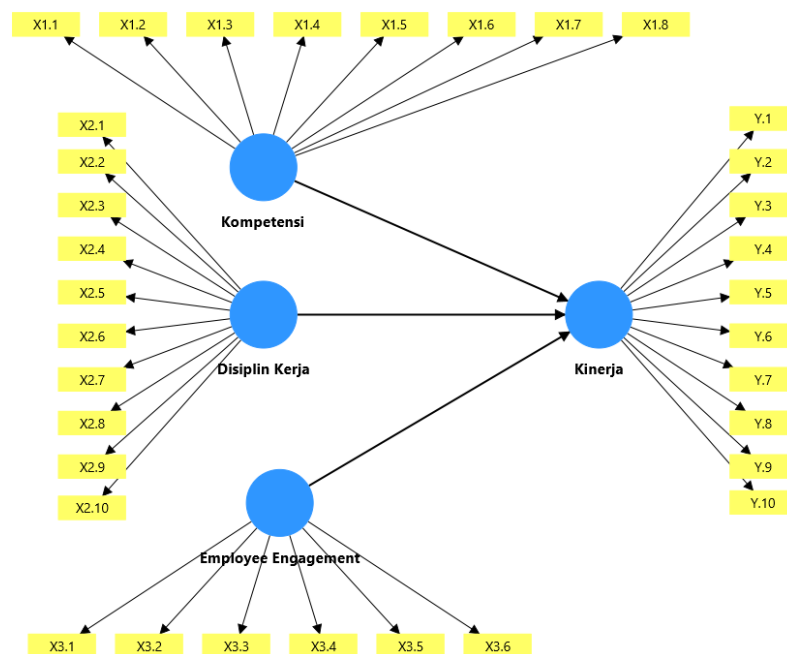 X1.1
X1.2
X1.3
X1.4
X1.5
X1.6
X1.7
X1.8
Kompetensi
X2.1
X2.2
X2.3
X2.4
X2.5
X2.6
X2.7
X2.8
X2.9
X2.10
Disiplin Kerja
Y.1
Y.2
Y.3
Y.4
Y.5
Y.6
Y.7
Y.8
Y.9
Y.10
Kinerja
Employee Engagement
X3.1
X3.2
X3.3
X3.4
X3.5
X3.6